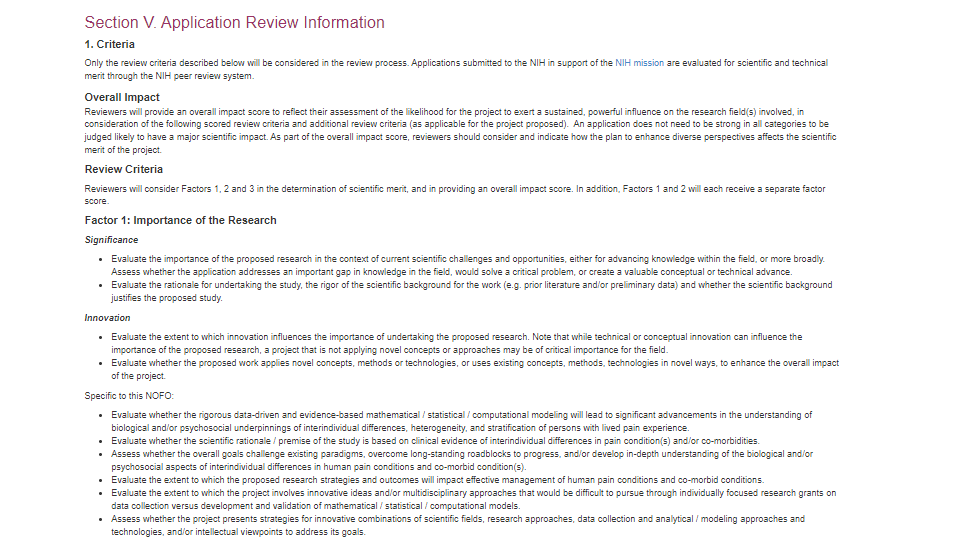 Section V. Application Review Information
1. Criteria
Only the review criteria described below will be considered in the review process. Applications submitted to the NIH in support of the NIH mission are evaluated for scientific and technical
merit through the NIH peer review system.
Overall Impact
Reviewers will provide an overall impact score to reflect their assessment of the likelihood for the project to exert a sustained, powerful influence on the research field(s) involved, in
consideration of the following scored review criteria and additional review criteria (as applicable for the project proposed). An application does not need to be strong in all categories to be
judged likely to have a major scientific impact. As part of the overall impact score, reviewers should consider and indicate how the plan to enhance diverse perspectives affects the scientific
merit of the project.
Review Criteria
Reviewers will consider Factors 1, 2 and 3 in the determination of scientific merit, and in providing an overall impact score. In addition, Factors 1 and 2 will each receive a separate factor
score.
Factor 1: Importance of the Research
Significance
• Evaluate the importance of the proposed research in the context of current scientific challenges and opportunities, either for advancing knowledge within the field, or more broadly.
Assess whether the application addresses an important gap in knowledge in the field, would solve a critical problem, or create a valuable conceptual or technical advance.
• Evaluate the rationale for undertaking the study, the rigor of the scientific background for the work (e.g. prior literature and/or preliminary data) and whether the scientific background
justifies the proposed study.
Innovation
• Evaluate the extent to which innovation influences the importance of undertaking the proposed research. Note that while technical or conceptual innovation can influence the
importance of the proposed research, a project that is not applying novel concepts or approaches may be of critical importance for the field.
• Evaluate whether the proposed work applies novel concepts, methods or technologies, or uses existing concepts, methods, technologies in novel ways, to enhance the overall impact
of the project.
Specific to this NOFO:
• Evaluate whether the rigorous data-driven and evidence-based mathematical / statistical / computational modeling will lead to significant advancements in the understanding of
biological and/or psychosocial underpinnings of interindividual differences, heterogeneity, and stratification of persons with lived pain experience.
• Evaluate whether the scientific rationale / premise of the study is based on clinical evidence of interindividual differences in pain condition(s) and/or co-morbidities.
• Assess whether the overall goals challenge existing paradigms, overcome long-standing roadblocks to progress, and/or develop in-depth understanding of the biological and/or
psychosocial aspects of interindividual differences in human pain conditions and co-morbid condition(s).
• Evaluate the extent to which the proposed research strategies and outcomes will impact effective management of human pain conditions and co-morbid conditions.
• Evaluate the extent to which the project involves innovative ideas and/or multidisciplinary approaches that would be difficult to pursue through individually focused research grants on
data collection versus development and validation of mathematical / statistical / computational models.
• Assess whether the project presents strategies for innovative combinations of scientific fields, research approaches, data collection and analytical / modeling approaches and
technologies, and/or intellectual viewpoints to address its goals.